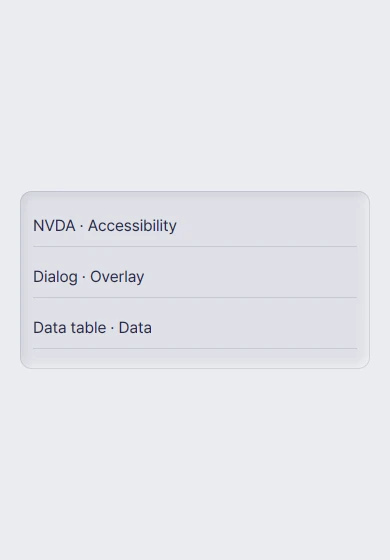 NVDA · Accessibility
Dialog · Overlay
Data table · Data